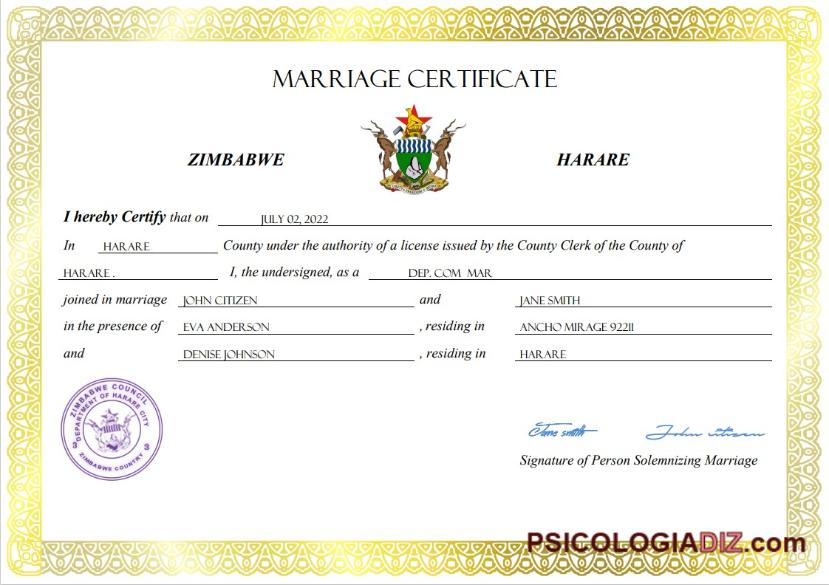 MARRIAGE CERTIFICATE
ZIMBABWE HARARE
I hereby Certify that on JULY 02, 2022
In HARARE County under the authority of a license issued by the County Clerk of the County of
HARARE . I, the undersigned, as a DEP. COM MAR
joined in marriage JOHN CITIZEN and JANE SMITH
in the presence of EVA ANDERSON , residing in ANCHO MIRAGE 92211
and DENISE JOHNSON , residing in HARARE
ZIMBABWE COUNCIL
DEPARTMENT OF HARARE CITY
3 3
ZIMBABWE COUNTRY
Jane smith John citizen
Signature of Person Solemnizing Marriage
PSICOLOGIADIZ.com